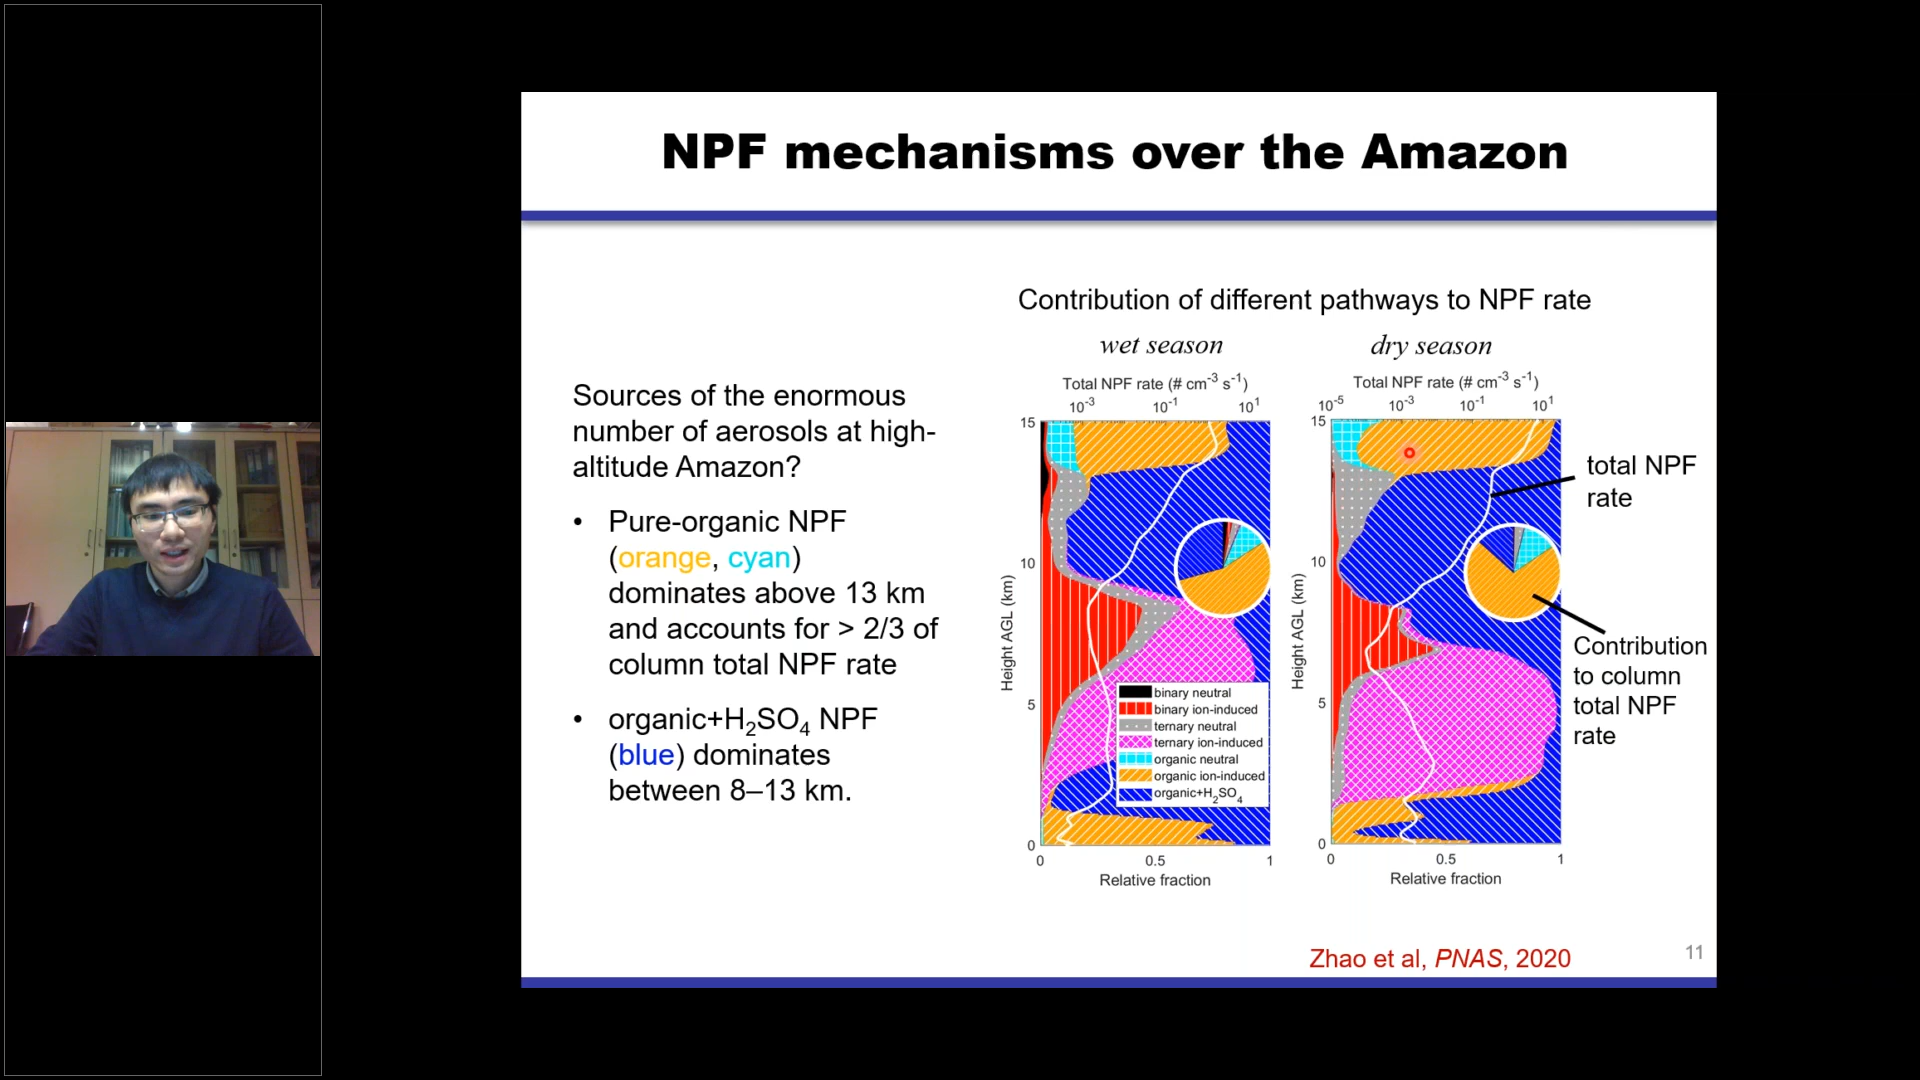 NPF mechanisms over the Amazon
Sources of the enormous
number of aerosols at high-
altitude Amazon?
• Pure-organic NPF
(orange, cyan)
dominates above 13 km
and accounts for > 2/3 of
column total NPF rate
• organic+H₂SO₄ NPF
(blue) dominates
between 8–13 km.
Contribution of different pathways to NPF rate
wet season
Total NPF rate (# cm⁻³ s⁻¹)
10⁻³ 10⁻¹ 10¹
15
10
5
0
Height AGL (km)
binary neutral
binary ion-induced
ternary neutral
ternary ion-induced
organic neutral
organic ion-induced
organic+H₂SO₄
0 0.5 1
Relative fraction
dry season
Total NPF rate (# cm⁻³ s⁻¹)
10⁻⁵ 10⁻³ 10⁻¹ 10¹
15
10
5
0
Height AGL (km)
0 0.5 1
Relative fraction
total NPF
rate
Contribution
to column
total NPF
rate
Zhao et al, PNAS, 2020
11